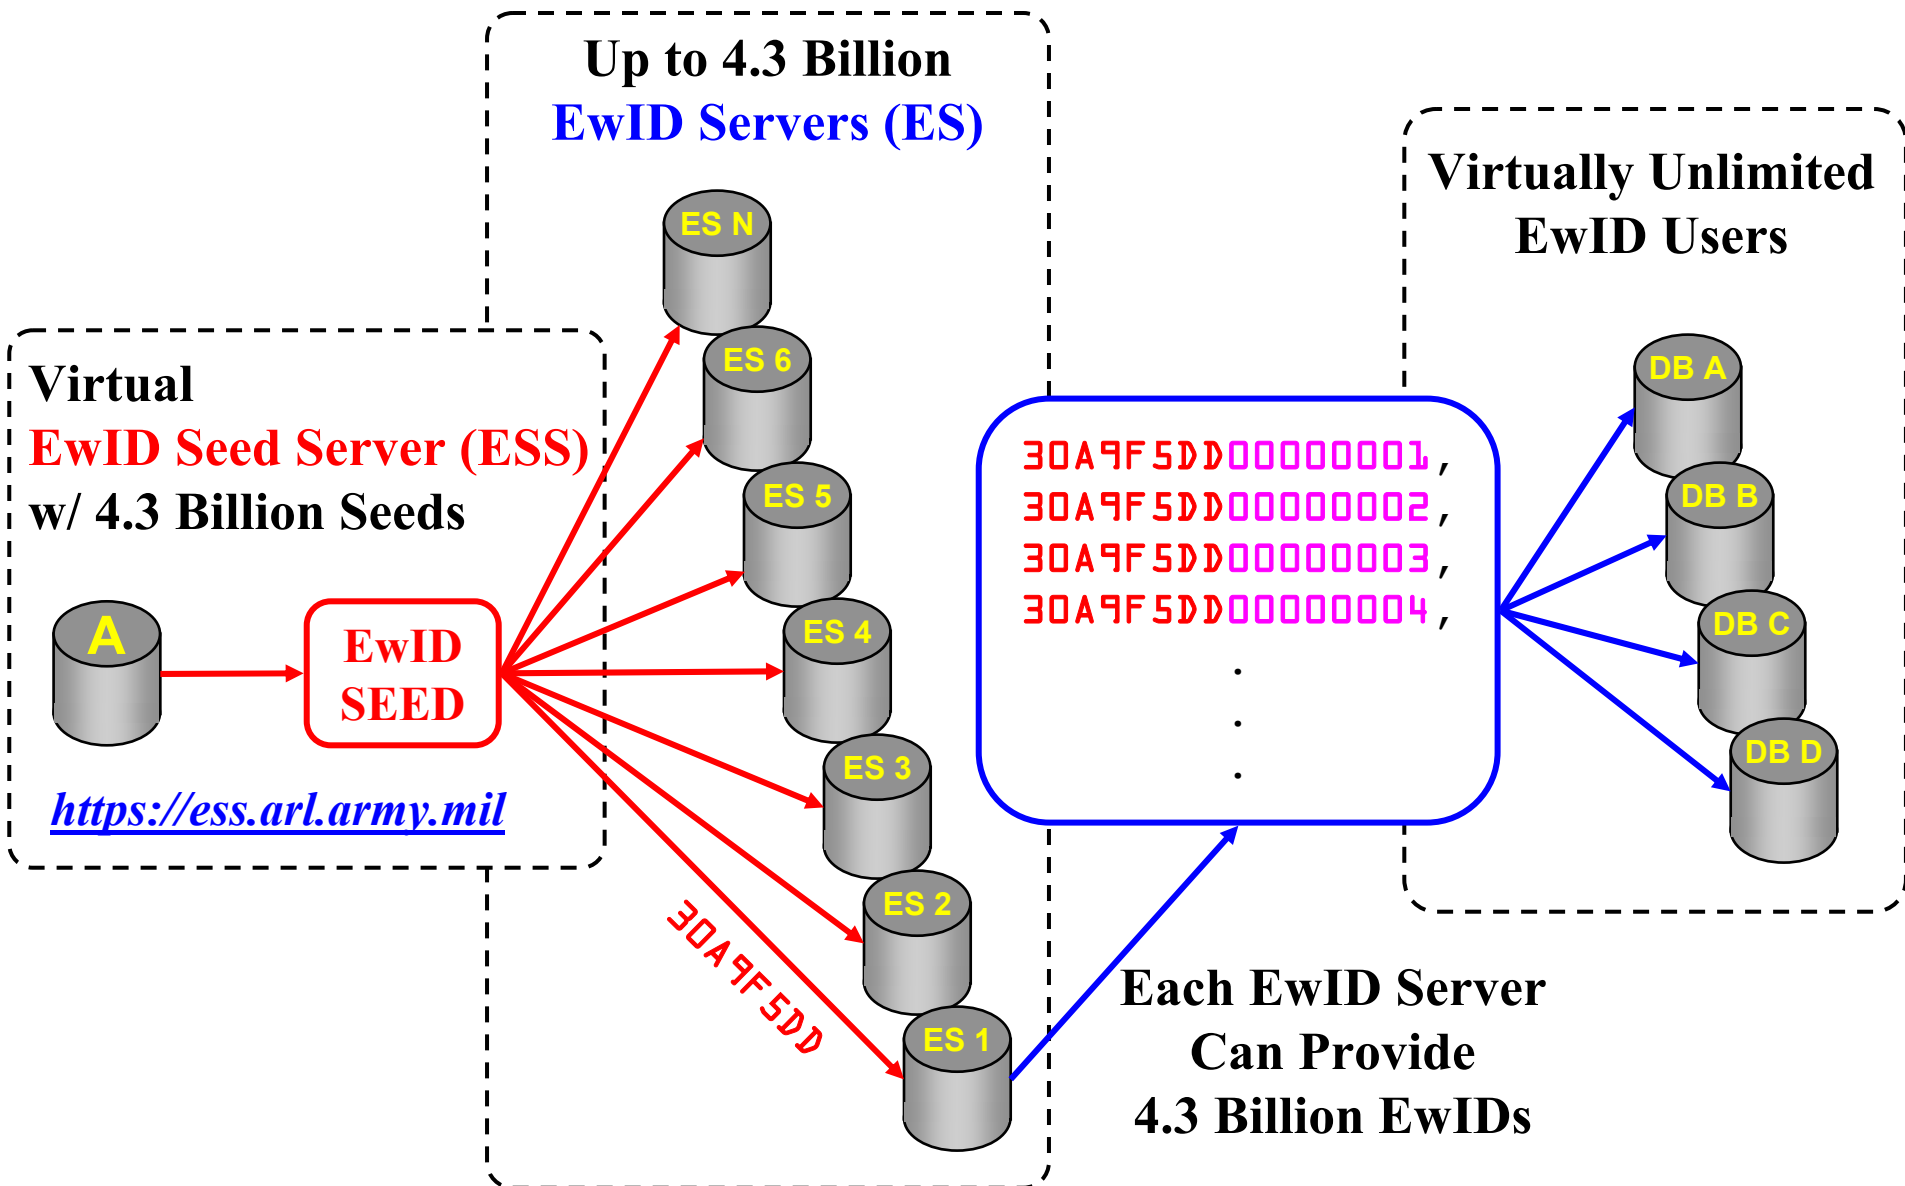 Up to 4.3 Billion
EwID Servers (ES)
Virtually Unlimited
EwID Users
ES N
ES 6
ES 5
ES 4
ES 3
ES 2
ES 1
Virtual
EwID Seed Server (ESS)
w/ 4.3 Billion Seeds
A
EwID
SEED
https://ess.arl.army.mil
30A9F5DD
30A9F5DD00000001,
30A9F5DD00000002,
30A9F5DD00000003,
30A9F5DD00000004,
.
.
.
DB A
DB B
DB C
DB D
Each EwID Server
Can Provide
4.3 Billion EwIDs